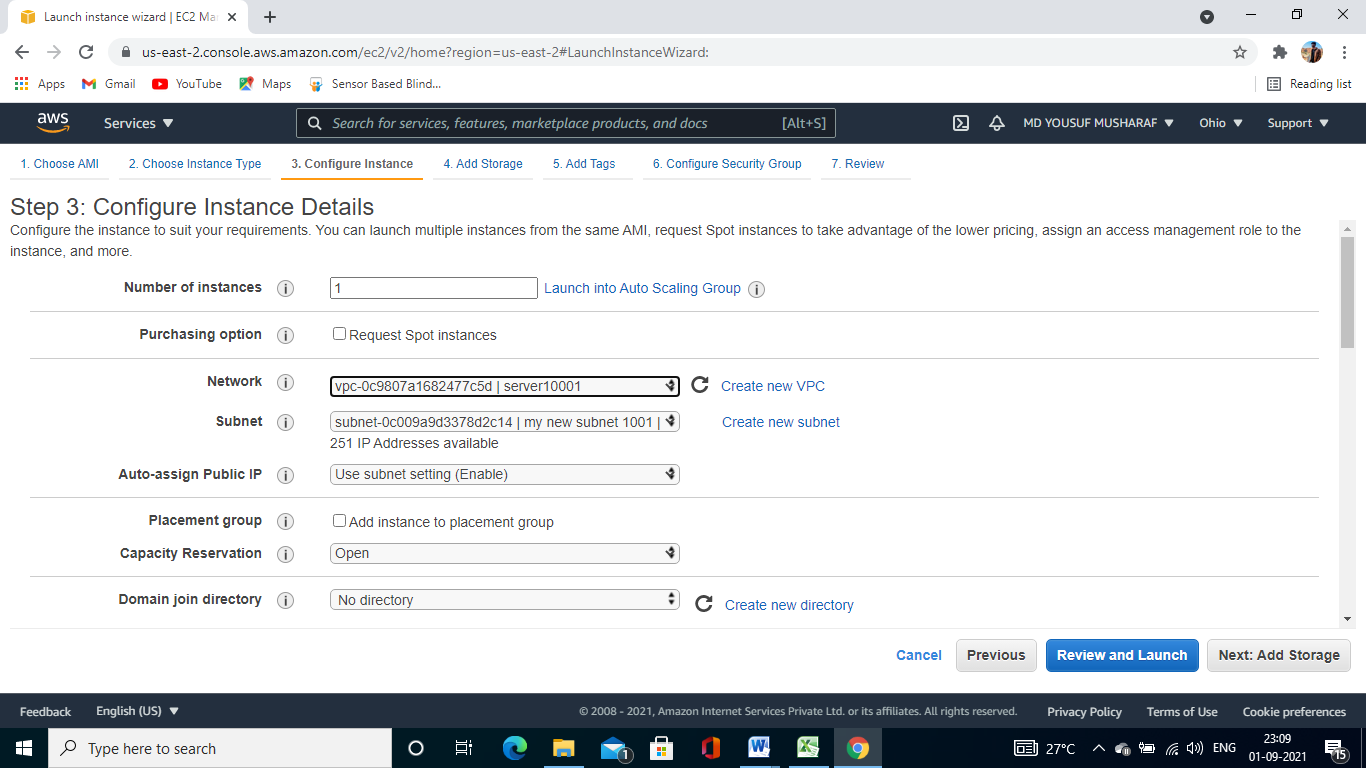 Launch instance wizard | EC2 Ma
us-east-2.console.aws.amazon.com/ec2/v2/home?region=us-east-2#LaunchInstanceWizard:
Apps Gmail YouTube Maps Sensor Based Blind... Reading list
aws Services Search for services, features, marketplace products, and docs [Alt+S] MD YOUSUF MUSHARAF Ohio Support
1. Choose AMI 2. Choose Instance Type 3. Configure Instance 4. Add Storage 5. Add Tags 6. Configure Security Group 7. Review
Step 3: Configure Instance Details
Configure the instance to suit your requirements. You can launch multiple instances from the same AMI, request Spot instances to take advantage of the lower pricing, assign an access management role to the
instance, and more.
Number of instances i 1 Launch into Auto Scaling Group i
Purchasing option i Request Spot instances
Network i vpc-0c9807a1682477c5d | server10001 Create new VPC
Subnet i subnet-0c009a9d3378d2c14 | my new subnet 1001 | Create new subnet
251 IP Addresses available
Auto-assign Public IP i Use subnet setting (Enable)
Placement group i Add instance to placement group
Capacity Reservation i Open
Domain join directory i No directory Create new directory
Cancel Previous Review and Launch Next: Add Storage
Feedback English (US) © 2008 - 2021, Amazon Internet Services Private Ltd. or its affiliates. All rights reserved. Privacy Policy Terms of Use Cookie preferences
Type here to search 1 27°C ENG 23:09
01-09-2021 15